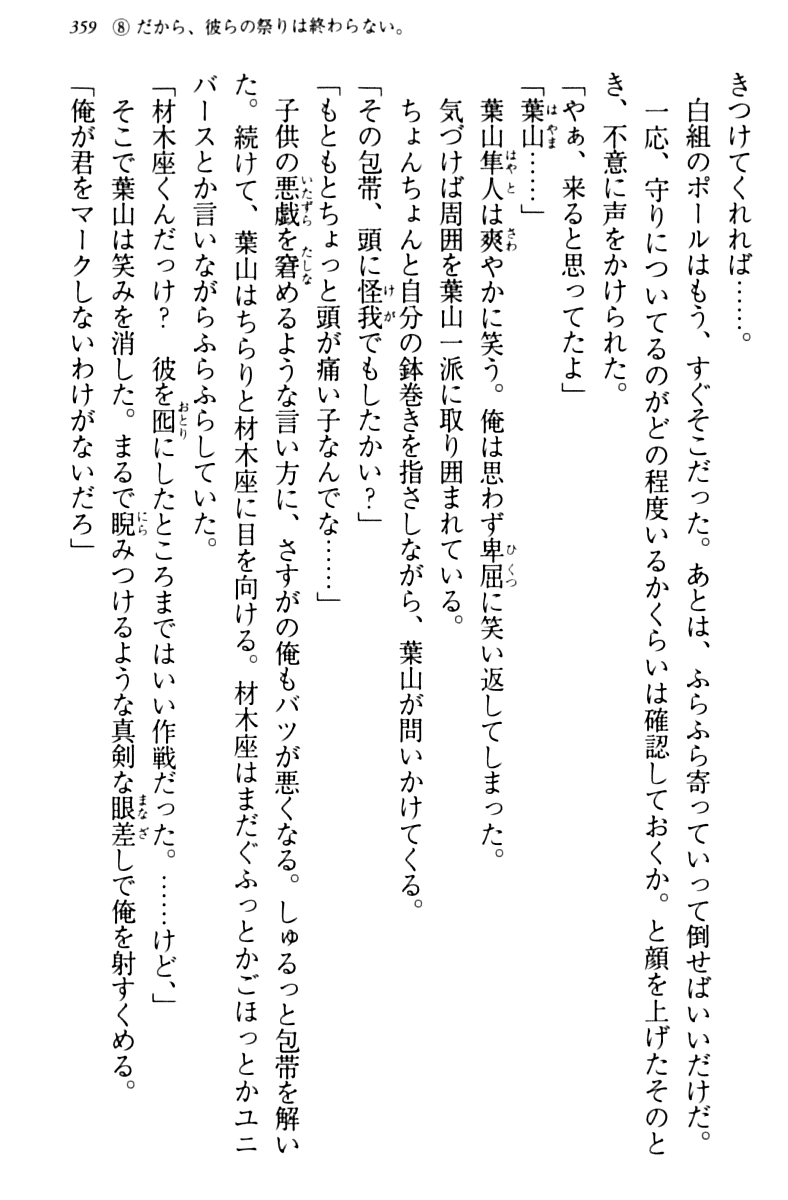 359 ⑧ だから、彼らの祭りは終わらない。
きつけてくれれば……。
白組のポールはもう、すぐそこだった。あとは、ふらふら寄っていって倒せばいいだけだ。
一応、守りについてるのがどの程度いるかくらいは確認しておくか。と顔を上げたそのと
き、不意に声をかけられた。
「やぁ、来ると思ってたよ」
「葉山……」
葉山隼人は爽やかに笑う。俺は思わず卑屈に笑い返してしまった。
気づけば周囲を葉山一派に取り囲まれている。
ちょんちょんと自分の鉢巻きを指さしながら、葉山が問いかけてくる。
「その包帯、頭に怪我でもしたかい？」
「もともとちょっと頭が痛い子なんでな……」
子供の悪戯を窘めるような言い方に、さすがの俺もバツが悪くなる。しゅるっと包帯を解い
た。続けて、葉山はちらりと材木座に目を向ける。材木座はまだぐふっとかごほっとかユニ
バースとか言いながらふらふらしていた。
「材木座くんだっけ？　彼を囮にしたところまではいい作戦だった。……けど、」
そこで葉山は笑みを消した。まるで睨みつけるような真剣な眼差しで俺を射すくめる。
「俺が君をマークしないわけがないだろ」